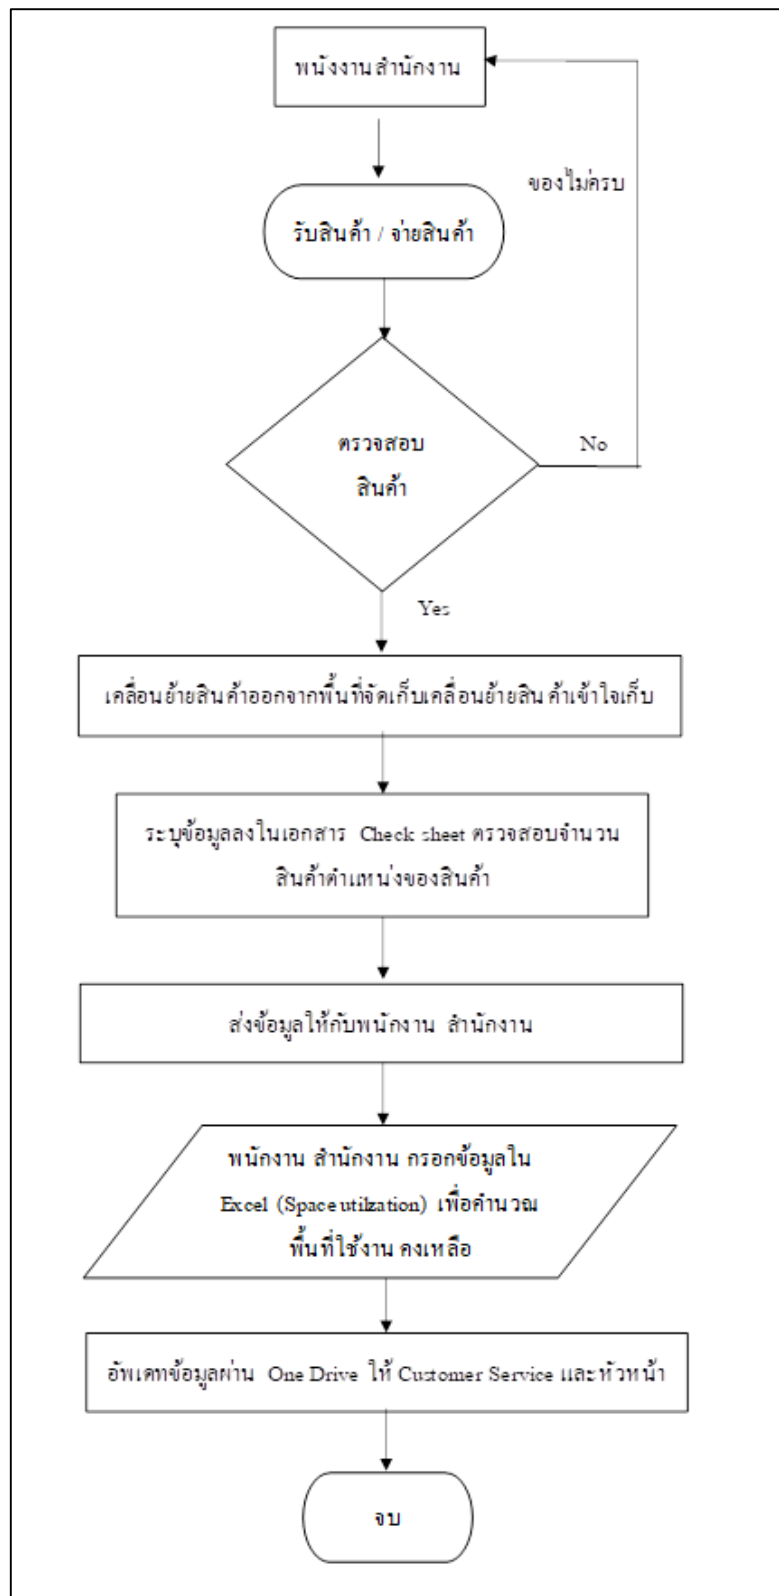 พนังงานสำนักงาน
ของไม่ครบ
รับสินค้า / จ่ายสินค้า
ตรวจสอบ
สินค้า
No
Yes
เคลื่อนย้ายสินค้าออกจากพื้นที่จัดเก็บเคลื่อนย้ายสินค้าเข้าใจเก็บ
ระบุข้อมูลลงในเอกสาร Check sheet ตรวจสอบจำนวน
สินค้าตำแหน่งของสินค้า
ส่งข้อมูลให้กับพนักงาน สำนักงาน
พนักงาน สำนักงาน กรอกข้อมูลใน
Excel (Space utilzation) เพื่อคำนวณ
พื้นที่ใช้งาน คงเหลือ
อัพเดทข้อมูลผ่าน One Drive ให้ Customer Service และหัวหน้า
จบ